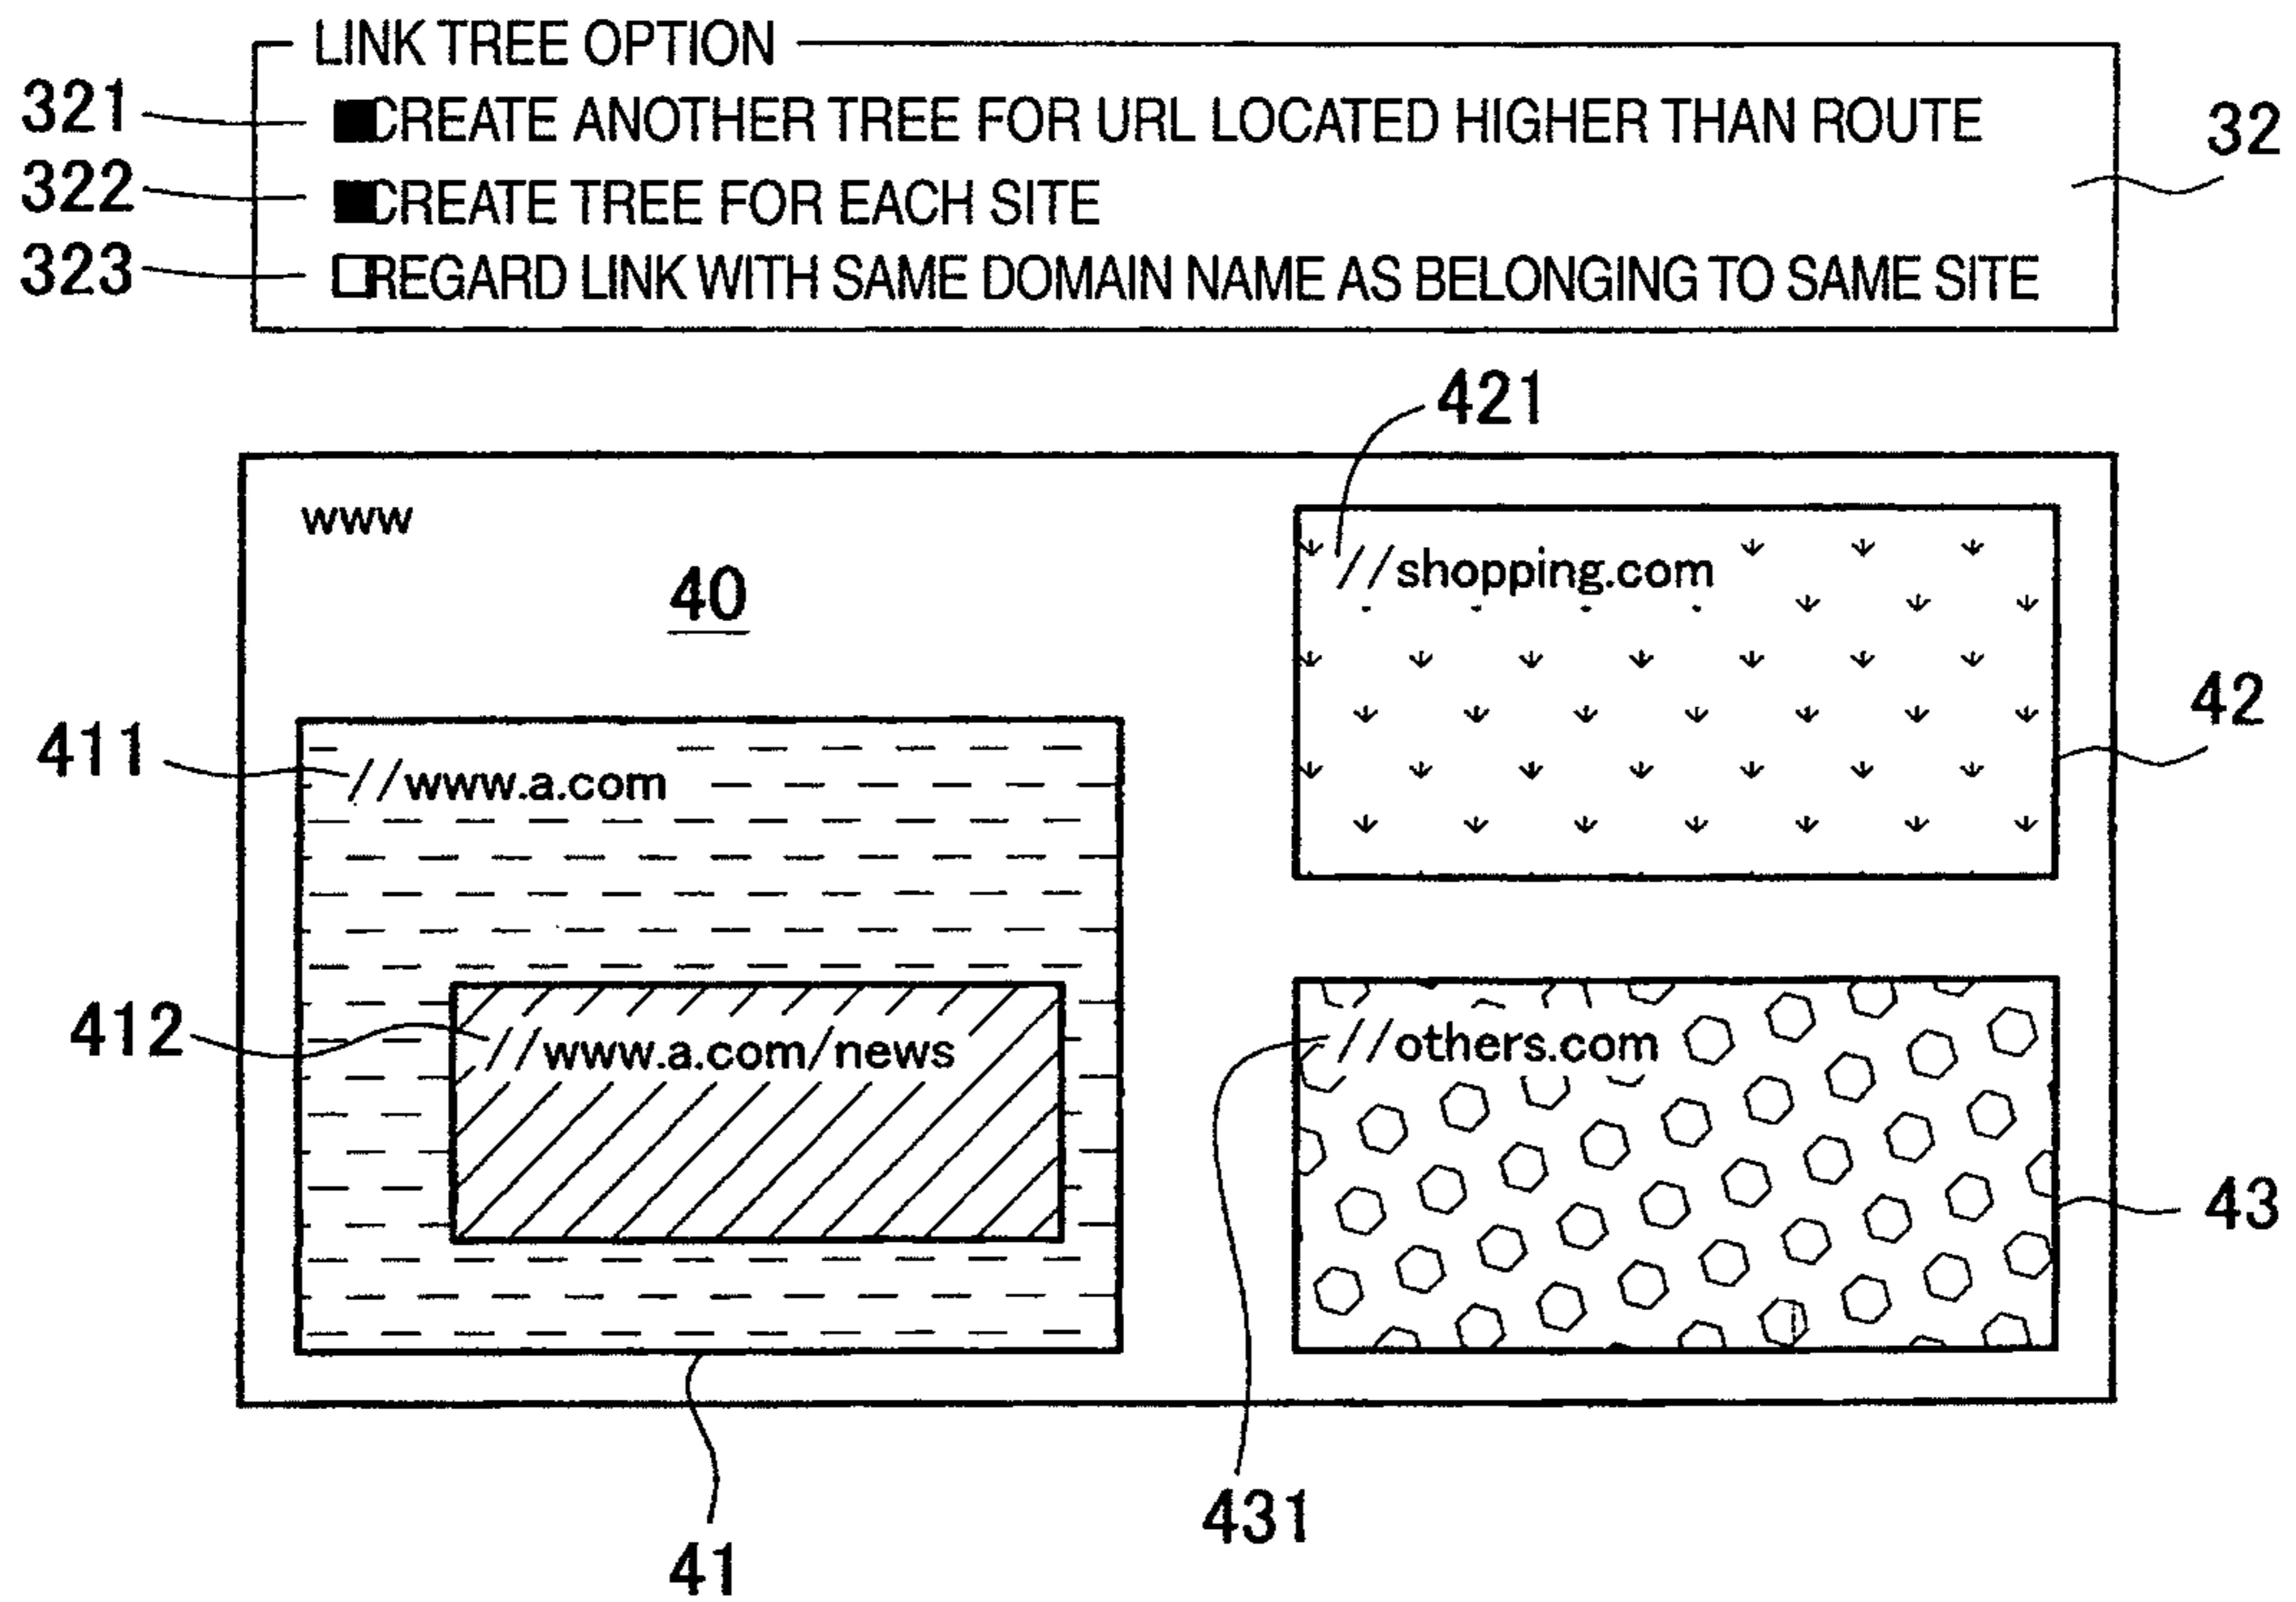 LINK TREE OPTION
321 CREATE ANOTHER TREE FOR URL LOCATED HIGHER THAN ROUTE
32
322 CREATE TREE FOR EACH SITE
323 REGARD LINK WITH SAME DOMAIN NAME AS BELONGING TO SAME SITE
421
www
40
//shopping.com
42
411
//www.a.com
412
//www.a.com/news
//others.com
43
431
41